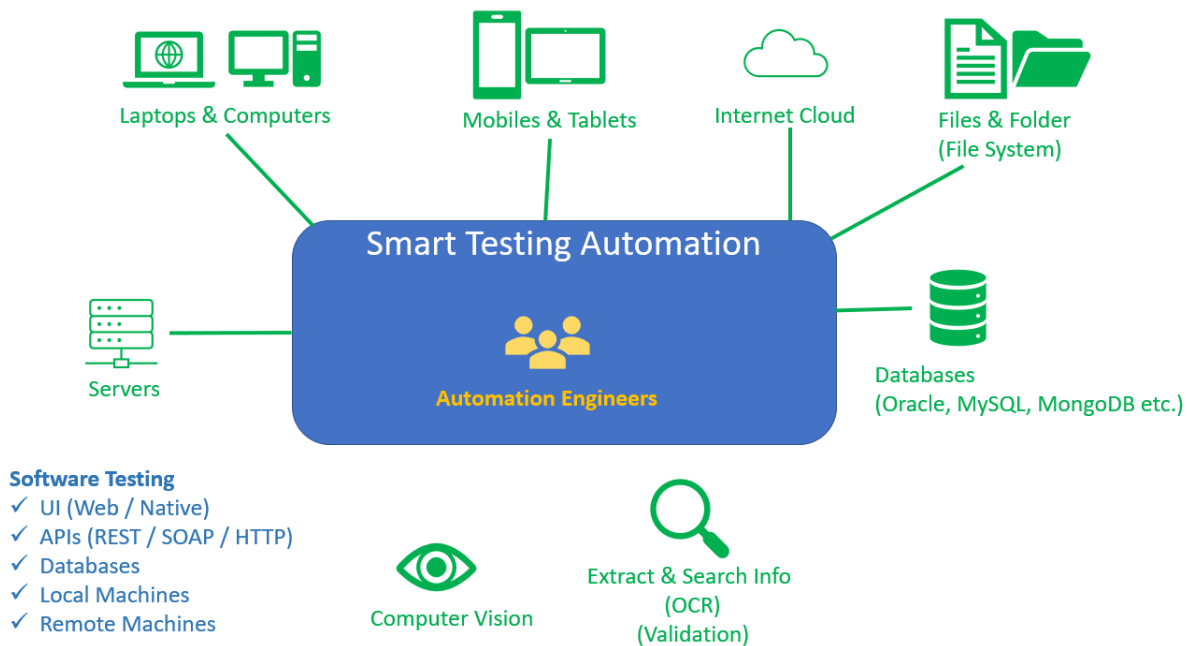 Laptops & Computers
Mobiles & Tablets
Internet Cloud
Files & Folder
(File System)
Smart Testing Automation
Automation Engineers
Servers
Databases
(Oracle, MySQL, MongoDB etc.)
Software Testing
✓ UI (Web / Native)
✓ APIs (REST / SOAP / HTTP)
✓ Databases
✓ Local Machines
✓ Remote Machines
Computer Vision
Extract & Search Info
(OCR)
(Validation)